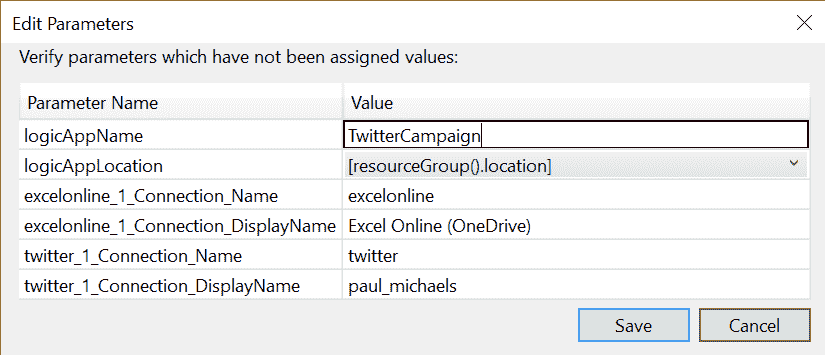 Edit Parameters
Verify parameters which have not been assigned values:
Parameter Name Value
logicAppName TwitterCampaign
logicAppLocation [resourceGroup().location]
excelonline_1_Connection_Name excelonline
excelonline_1_Connection_DisplayName Excel Online (OneDrive)
twitter_1_Connection_Name twitter
twitter_1_Connection_DisplayName paul_michaels
Save Cancel